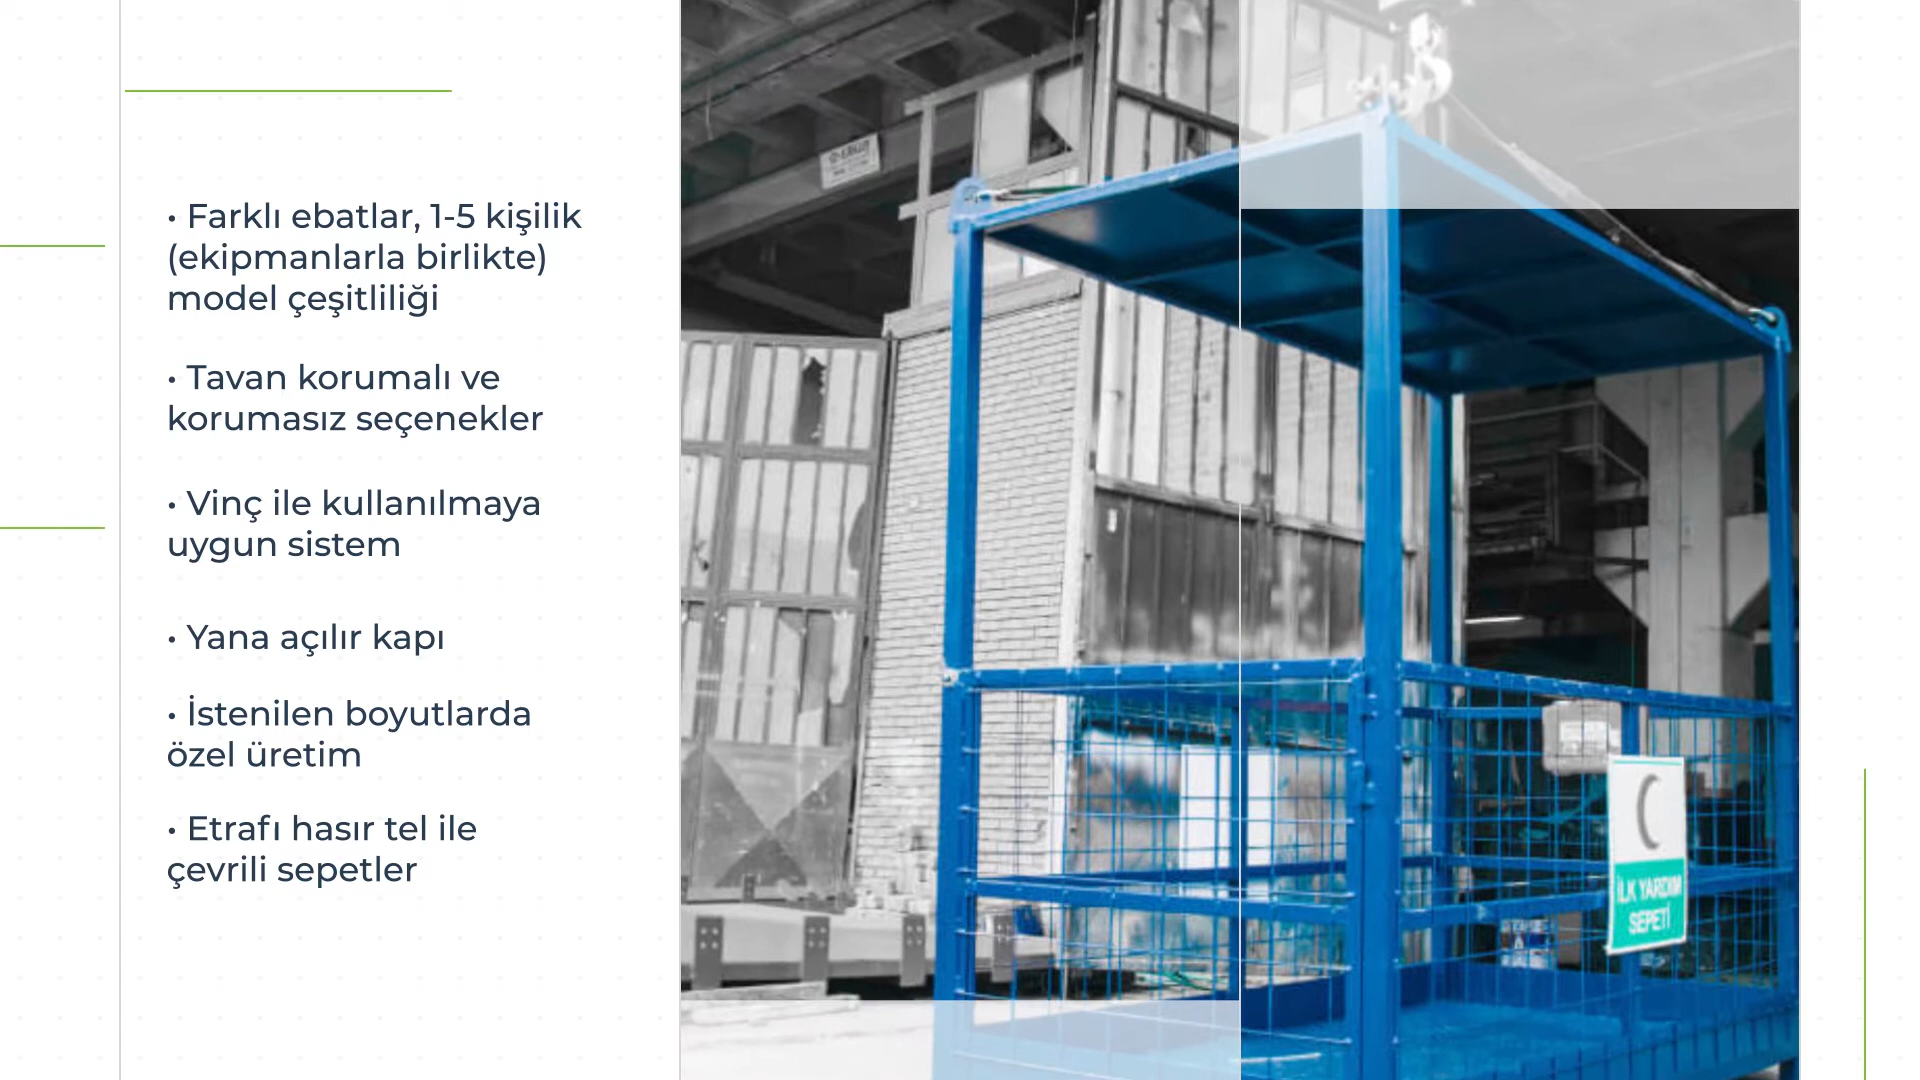 • Farklı ebatlar, 1-5 kişilik
(ekipmanlarla birlikte)
model çeşitliliği
• Tavan korumalı ve
korumasız seçenekler
• Vinç ile kullanılmaya
uygun sistem
• Yana açılır kapı
• İstenilen boyutlarda
özel üretim
• Etrafı hasır tel ile
çevrili sepetler
İLK YARDIM
SEPETİ